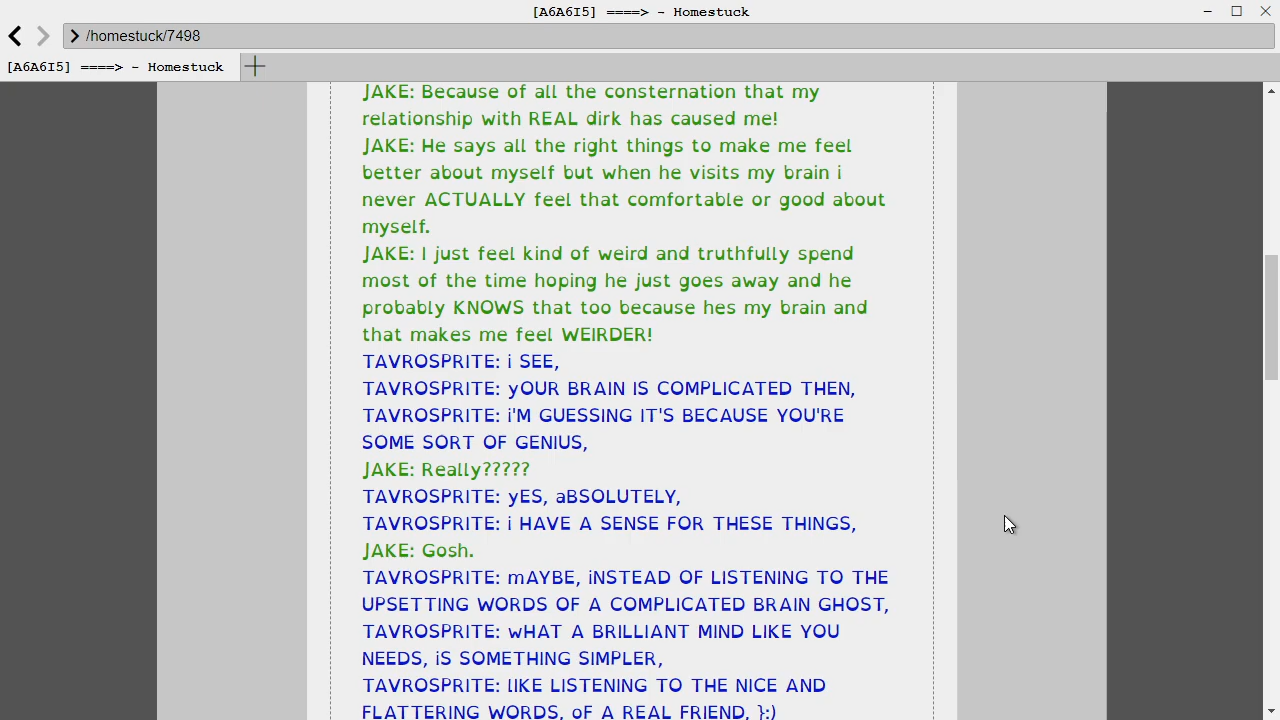 [A6A6I5] ====> - Homestuck
/homestuck/7498
[A6A6I5] ====> - Homestuck
JAKE: Because of all the consternation that my
relationship with REAL dirk has caused me!
JAKE: He says all the right things to make me feel
better about myself but when he visits my brain i
never ACTUALLY feel that comfortable or good about
myself.
JAKE: I just feel kind of weird and truthfully spend
most of the time hoping he just goes away and he
probably KNOWS that too because hes my brain and
that makes me feel WEIRDER!
TAVROSPRITE: i SEE,
TAVROSPRITE: yOUR BRAIN IS COMPLICATED THEN,
TAVROSPRITE: i'M GUESSING IT'S BECAUSE YOU'RE
SOME SORT OF GENIUS,
JAKE: Really?????
TAVROSPRITE: yES, aBSOLUTELY,
TAVROSPRITE: i HAVE A SENSE FOR THESE THINGS,
JAKE: Gosh.
TAVROSPRITE: mAYBE, iNSTEAD OF LISTENING TO THE
UPSETTING WORDS OF A COMPLICATED BRAIN GHOST,
TAVROSPRITE: wHAT A BRILLIANT MIND LIKE YOU
NEEDS, iS SOMETHING SIMPLER,
TAVROSPRITE: lIKE LISTENING TO THE NICE AND
FLATTERING WORDS, oF A REAL FRIEND, }:)